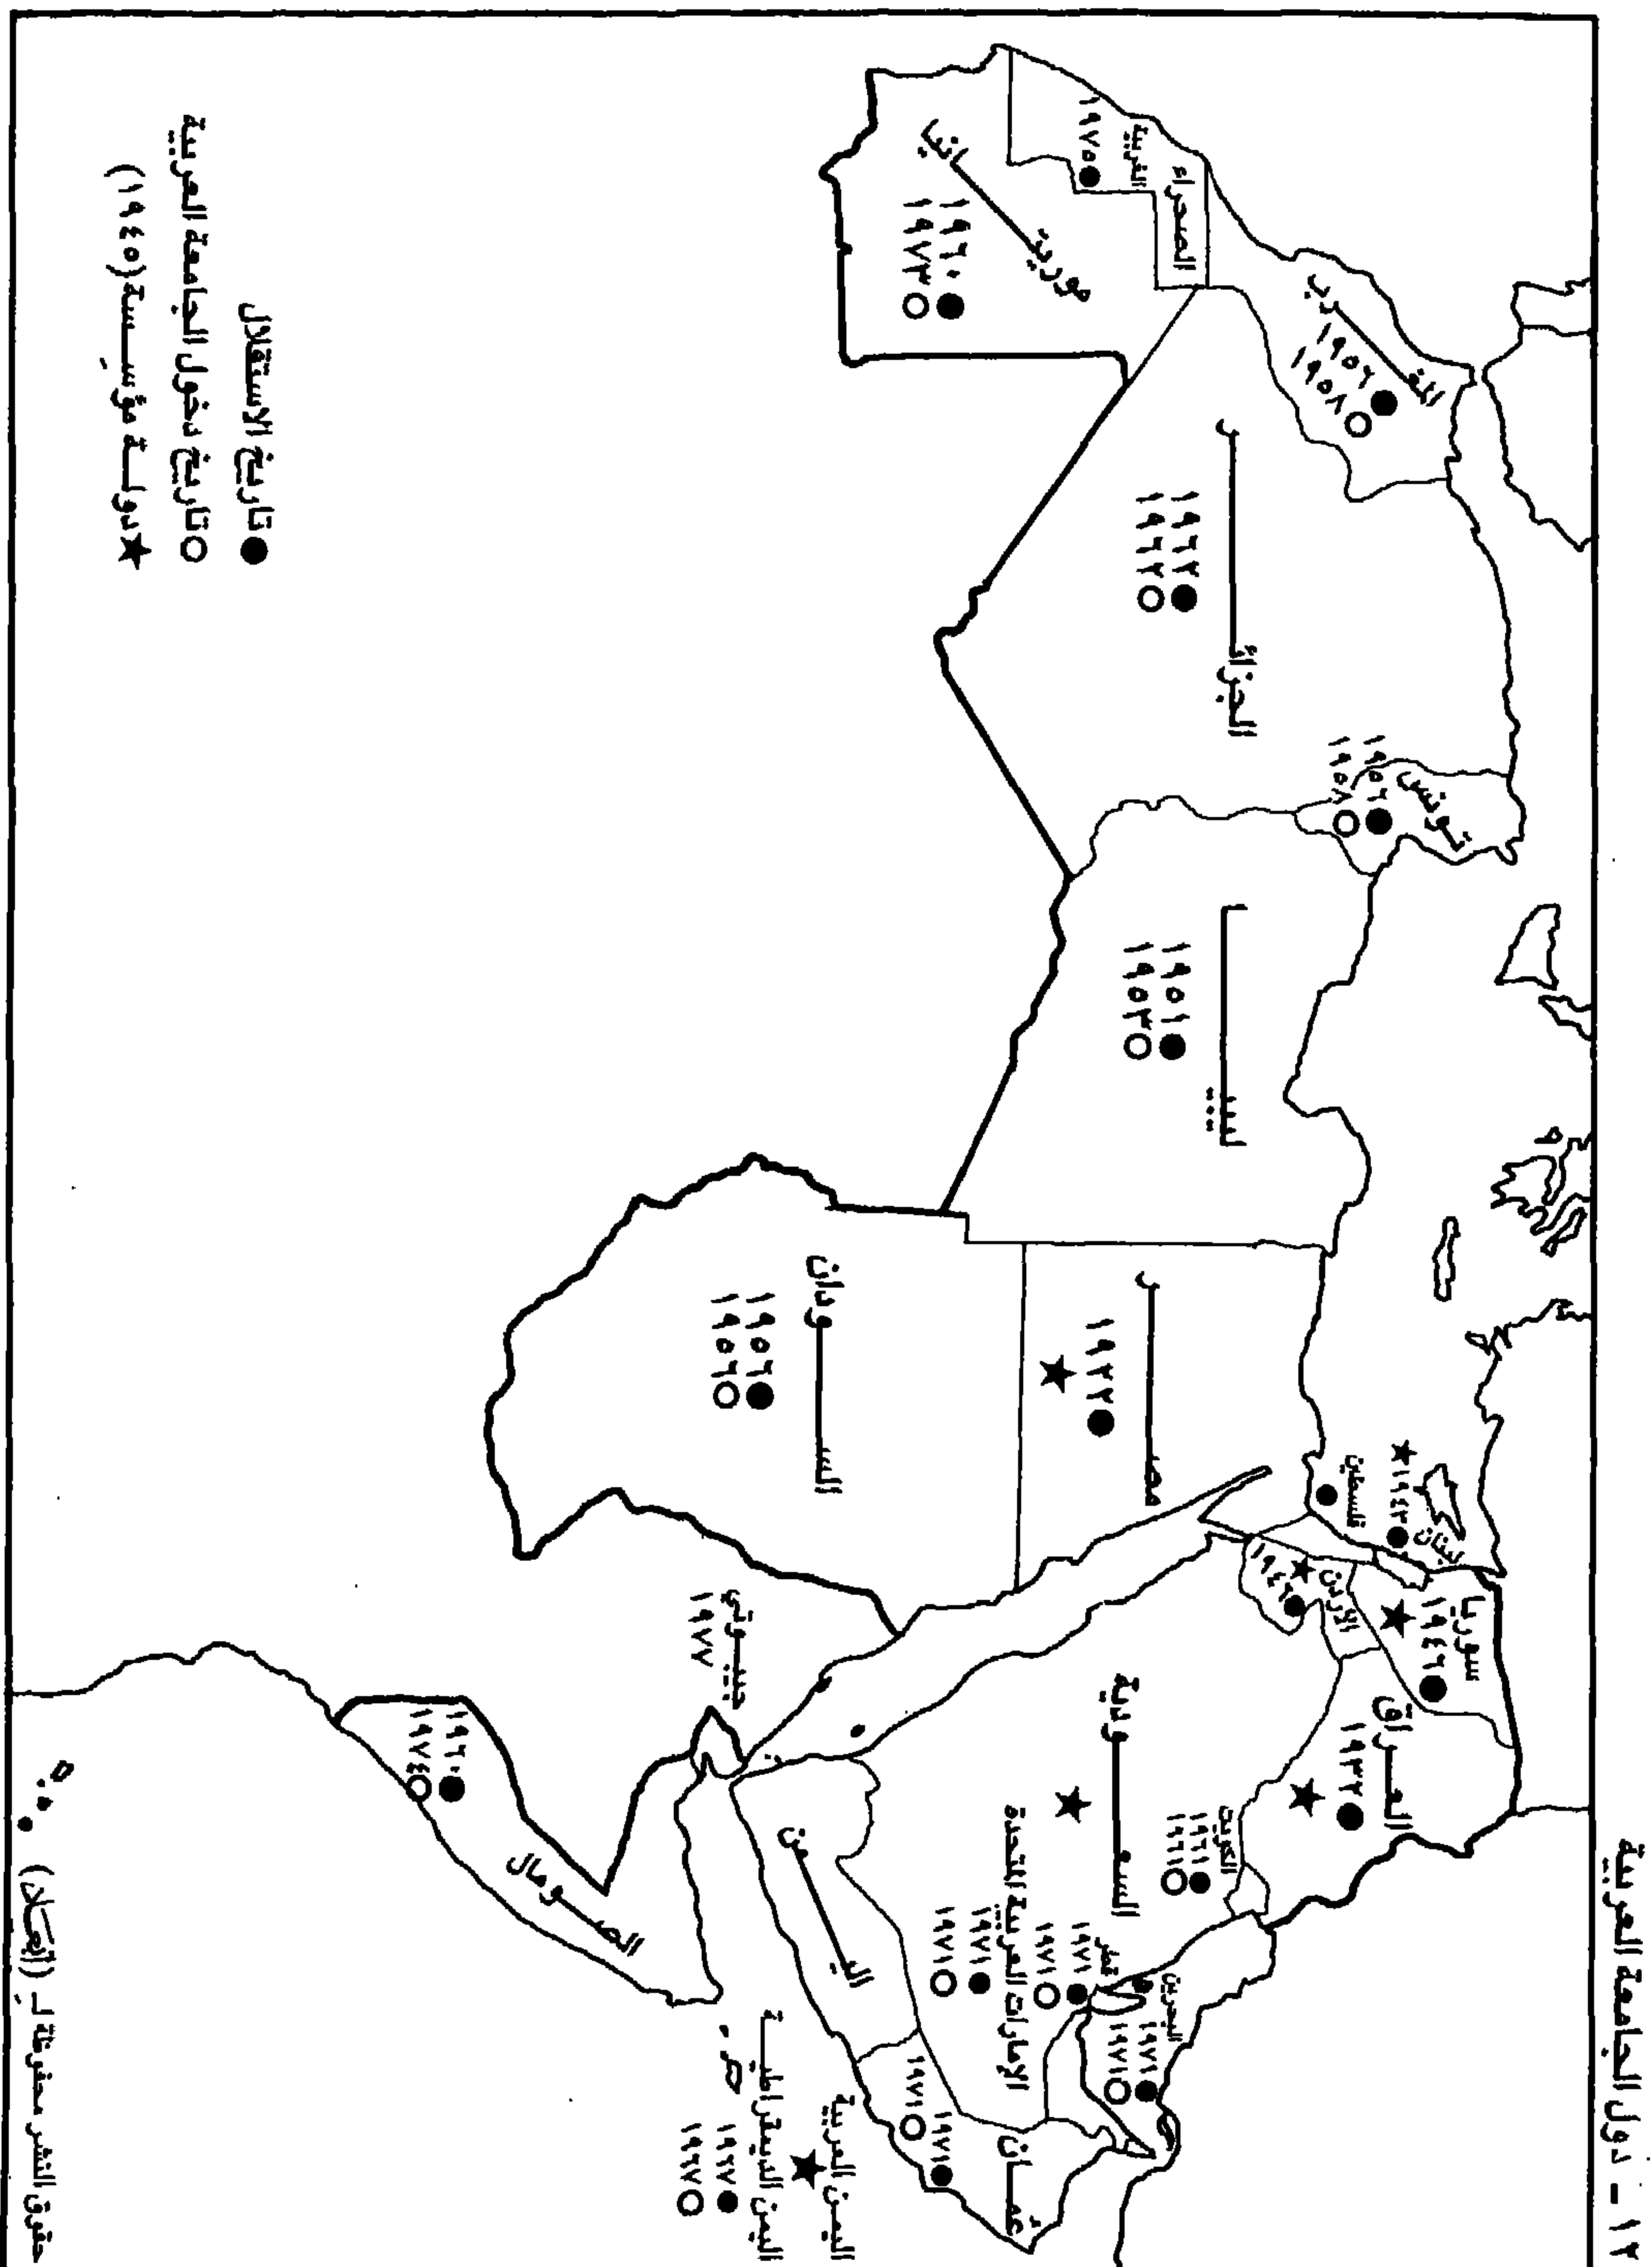 ١٢ - دول الجامعة العربية
لبنان
١٩٤٣
سوريا
١٩٤٦
فلسطين
الأردن
١٩٤٦
العراق
١٩٣٢
الكويت
١٩٦١
١٩٦١
البحرين
١٩٧١
١٩٧١
قطر
١٩٧١
١٩٧١
الإمارات العربية المتحدة
١٩٧١
١٩٧١
السعودية
عُمان
١٩٧١
١٩٧١
اليمن
اليمن العربية
اليمن الديمقراطية
١٩٦٧
١٩٦٧
تونس
١٩٥٦
١٩٥٨
المغرب
١٩٥٦
١٩٥٨
الجزائر
١٩٦٢
١٩٦٢
ليبيا
١٩٥١
١٩٥٣
مصر
١٩٢٢
السودان
١٩٥٦
١٩٥٦
الصحراء
الغربية
١٩٧٥
موريتانيا
١٩٦٠
١٩٧٣
جيبوتي
١٩٧٧
الصومال
١٩٦٠
١٩٧٤
تاريخ الاستقلال
تاريخ دخول الجامعة العربية
دولة مؤسسة (١٩٤٥)
حقوق النشر محفوظة